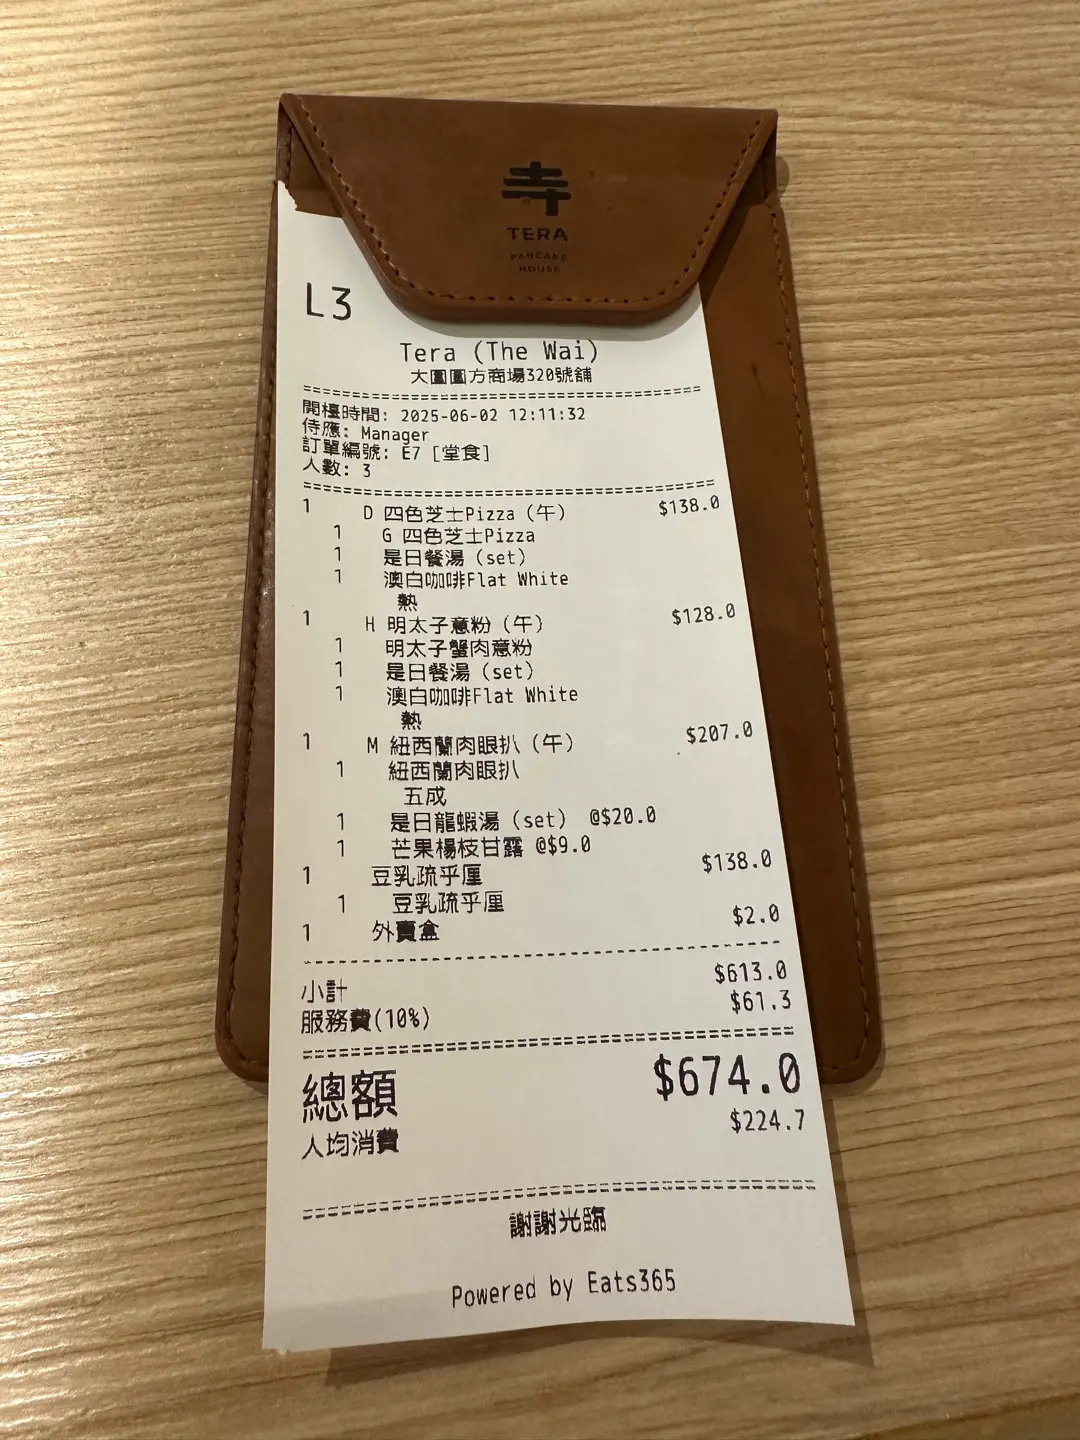 寺
TERA
PANCAKE
HOUSE
L3
Tera (The Wai)
大圍圍方商場320號舖
開檯時間: 2025-06-02 12:11:32
侍應: Manager
訂單編號: E7 [堂食]
人數: 3
1 D 四色芝士Pizza (午) $138.0
1 G 四色芝士Pizza
1 是日餐湯 (set)
1 澳白咖啡Flat White
熱
1 H 明太子意粉 (午) $128.0
1 明太子蟹肉意粉
1 是日餐湯 (set)
1 澳白咖啡Flat White
熱
1 M 紐西蘭肉眼扒 (午) $207.0
1 紐西蘭肉眼扒
五成
1 是日龍蝦湯 (set) @$20.0
1 芒果楊枝甘露 @$9.0
1 豆乳疏乎厘 $138.0
1 豆乳疏乎厘
1 外賣盒 $2.0
小計 $613.0
服務費(10%) $61.3
總額 $674.0
人均消費 $224.7
謝謝光臨
Powered by Eats365